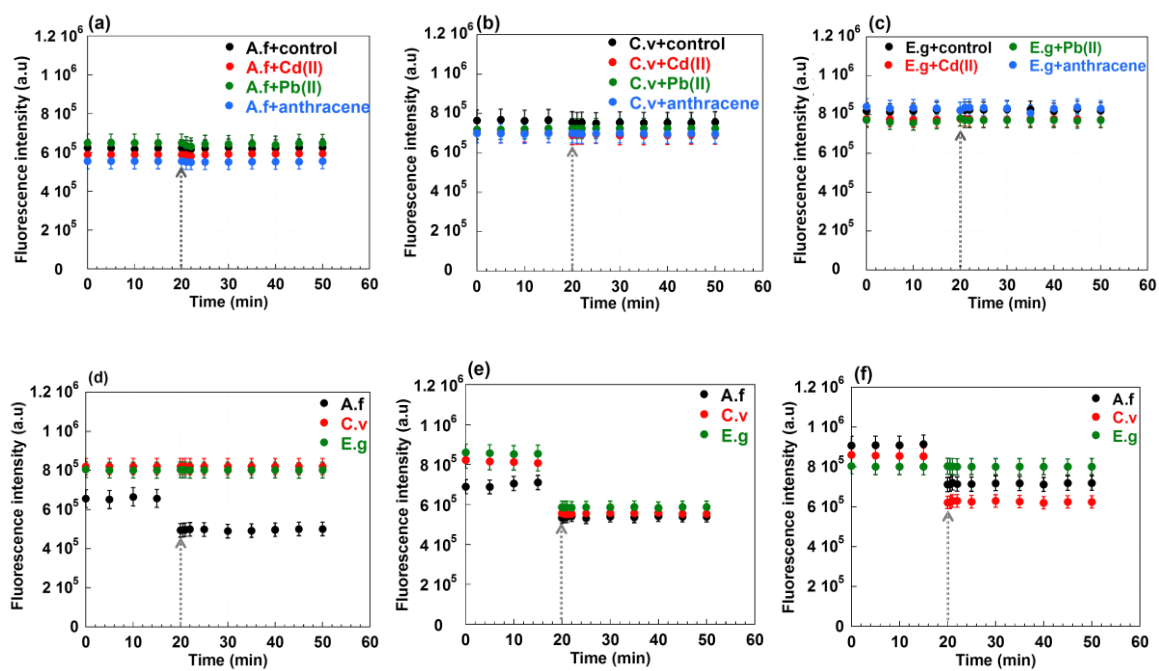 (a)
A.f+control
A.f+Cd(II)
A.f+Pb(II)
A.f+anthracene
Fluorescence intensity (a.u)
1.2 10⁶
1 10⁶
8 10⁵
6 10⁵
4 10⁵
2 10⁵
0
0 10 20 30 40 50 60
Time (min)
(b)
C.v+control
C.v+Cd(II)
C.v+Pb(II)
C.v+anthracene
Fluorescence intensity (a.u)
1.2 10⁶
1 10⁶
8 10⁵
6 10⁵
4 10⁵
2 10⁵
0
0 10 20 30 40 50 60
Time (min)
(c)
E.g+control E.g+Pb(II)
E.g+Cd(II) E.g+anthracene
Fluorescence intensity (a.u)
1.2 10⁶
1 10⁶
8 10⁵
6 10⁵
4 10⁵
2 10⁵
0
0 10 20 30 40 50 60
Time (min)
(d)
A.f
C.v
E.g
Fluorescence intensity (a.u)
1.2 10⁶
1 10⁶
8 10⁵
6 10⁵
4 10⁵
2 10⁵
0
0 10 20 30 40 50 60
Time (min)
(e)
A.f
C.v
E.g
Fluorescence intensity (a.u)
1.2 10⁶
1 10⁶
8 10⁵
6 10⁵
4 10⁵
2 10⁵
0
0 10 20 30 40 50 60
Time (min)
(f)
A.f
C.v
E.g
Fluorescence intensity (a.u)
1.2 10⁶
1 10⁶
8 10⁵
6 10⁵
4 10⁵
2 10⁵
0
0 10 20 30 40 50 60
Time (min)